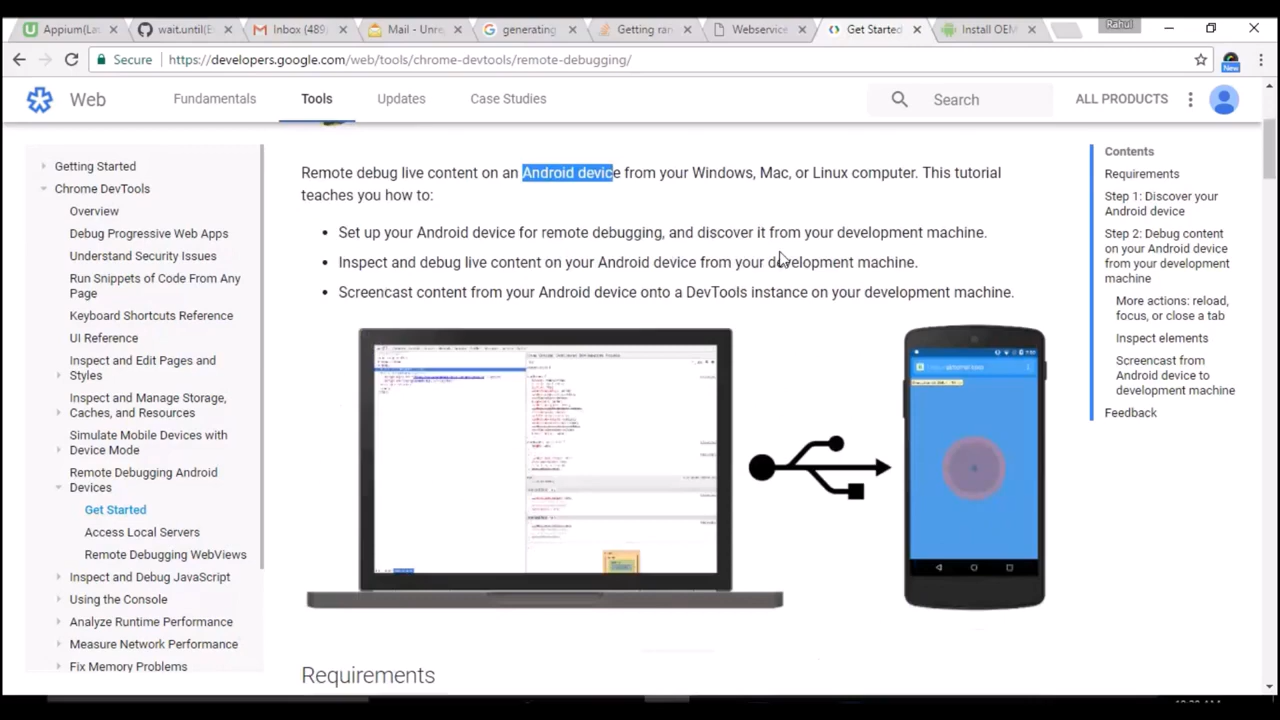 Appium(La
wait.until(E
Inbox (489)
Mail - Unre
generating
Getting ran
Webservice
Get Started
Install OEM
Rahul
Secure
https://developers.google.com/web/tools/chrome-devtools/remote-debugging/
New
Web
Fundamentals
Tools
Updates
Case Studies
Search
ALL PRODUCTS
Getting Started
Chrome DevTools
Overview
Debug Progressive Web Apps
Understand Security Issues
Run Snippets of Code From Any
Page
Keyboard Shortcuts Reference
UI Reference
Inspect and Edit Pages and
Styles
Inspect and Manage Storage,
Caches, and Resources
Simulate Mobile Devices with
Device Mode
Remote Debugging Android
Devices
Get Started
Access Local Servers
Remote Debugging WebViews
Inspect and Debug JavaScript
Using the Console
Analyze Runtime Performance
Measure Network Performance
Fix Memory Problems
Remote debug live content on an Android device from your Windows, Mac, or Linux computer. This tutorial
teaches you how to:
• Set up your Android device for remote debugging, and discover it from your development machine.
• Inspect and debug live content on your Android device from your development machine.
• Screencast content from your Android device onto a DevTools instance on your development machine.
Requirements
Contents
Requirements
Step 1: Discover your
Android device
Step 2: Debug content
on your Android device
from your development
machine
More actions: reload,
focus, or close a tab
Inspect elements
Screencast from
Android device to
development machine
Feedback